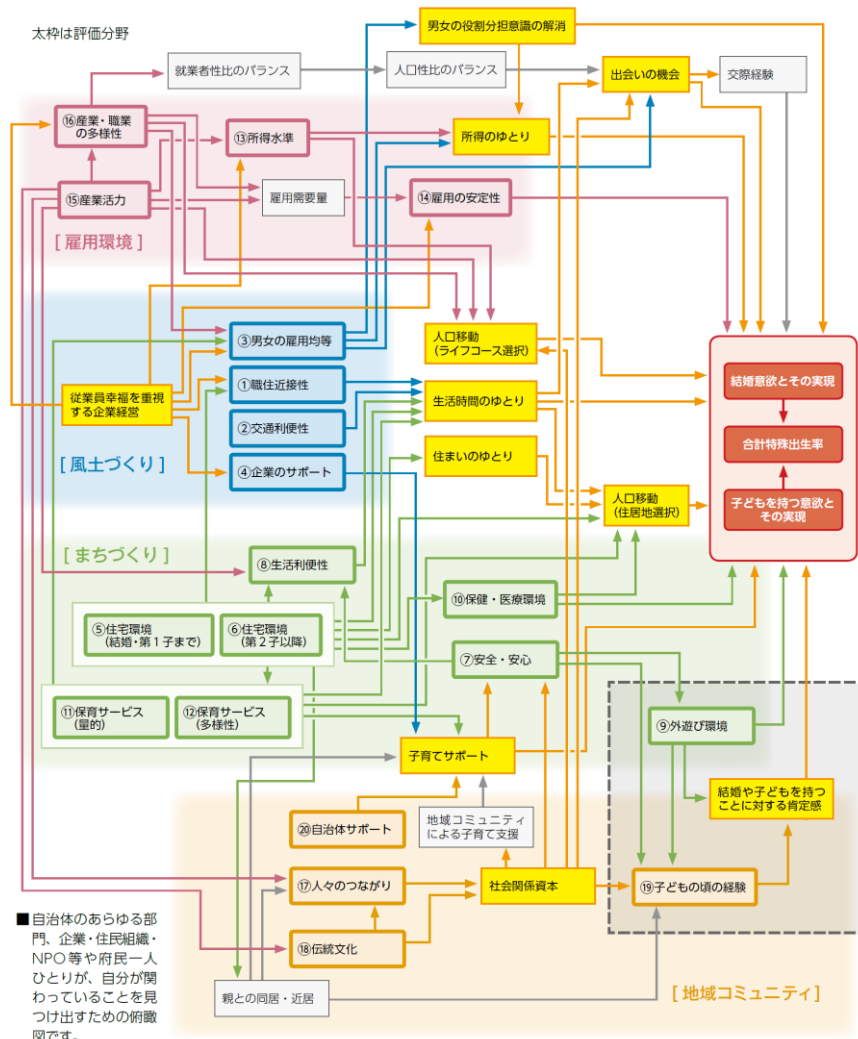 太枠は評価分野
男女の役割分担意識の解消
就業者性比のバランス
人口性比のバランス
出会いの機会
交際経験
⑯産業・職業
の多様性
⑬所得水準
所得のゆとり
⑮産業活力
雇用需要量
⑭雇用の安定性
[ 雇用環境 ]
③男女の雇用均等
人口移動
(ライフコース選択)
結婚意欲とその実現
従業員幸福を重視
する企業経営
①職住近接性
生活時間のゆとり
②交通利便性
合計特殊出生率
[ 風土づくり ]
④企業のサポート
住まいのゆとり
人口移動
(住居地選択)
子どもを持つ意欲と
その実現
[ まちづくり ]
⑧生活利便性
⑩保健・医療環境
⑤住宅環境
(結婚・第1子まで)
⑥住宅環境
(第2子以降)
⑦安全・安心
⑪保育サービス
(量的)
⑫保育サービス
(多様性)
⑨外遊び環境
子育てサポート
結婚や子どもを持つ
ことに対する肯定感
⑳自治体サポート
地域コミュニティ
による子育て支援
⑰人々のつながり
社会関係資本
⑲子どもの頃の経験
⑱伝統文化
親との同居・近居
[ 地域コミュニティ ]
■自治体のあらゆる部
門、企業・住民組織・
NPO等や府民一人
ひとりが、自分が関
わっていることを見
つけ出すための俯瞰
図です。